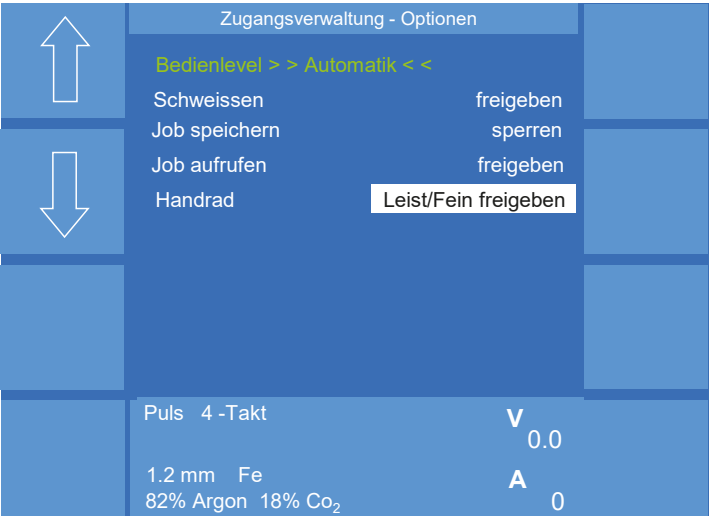 Zugangsverwaltung - Optionen
Bedienlevel > > Automatik < <
Schweissen freigeben
Job speichern sperren
Job aufrufen freigeben
Handrad Leist/Fein freigeben
Puls 4 -Takt V
0.0
1.2 mm Fe A
82% Argon 18% Co₂ 0